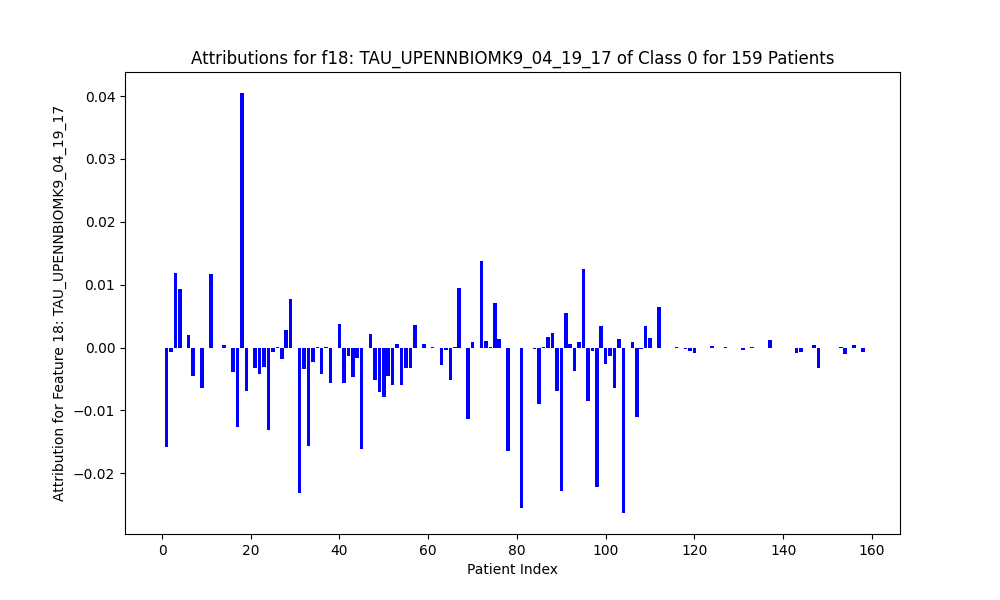 Attributions for f18: TAU_UPENNBIOMK9_04_19_17 of Class 0 for 159 Patients
Attribution for Feature 18: TAU_UPENNBIOMK9_04_19_17
0.04
0.03
0.02
0.01
0.00
−0.01
−0.02
0 20 40 60 80 100 120 140 160
Patient Index